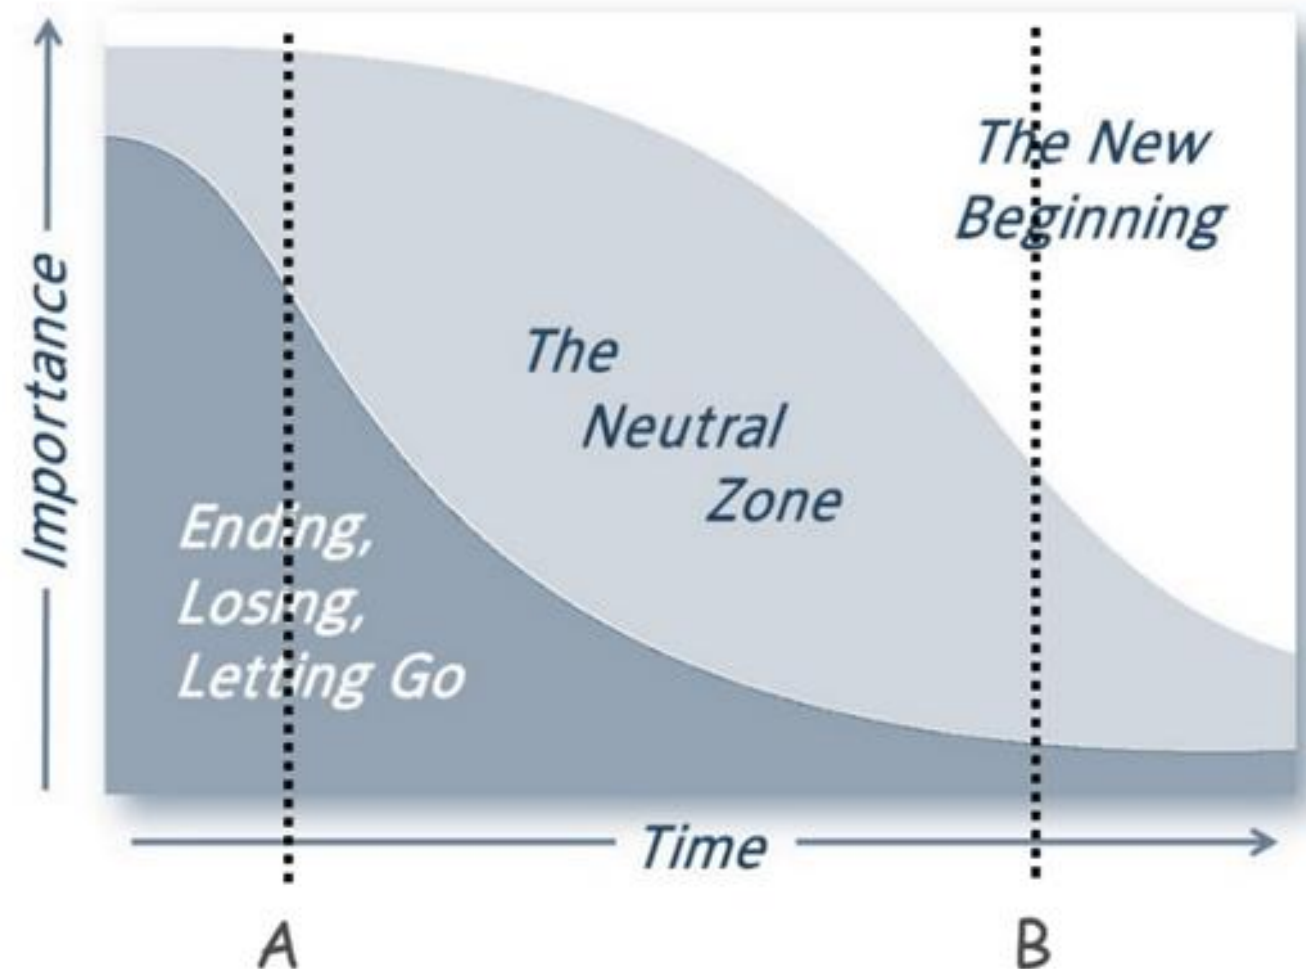 Importance
The New
Beginning
The
Neutral
Zone
Ending,
Losing,
Letting Go
Time
A
B